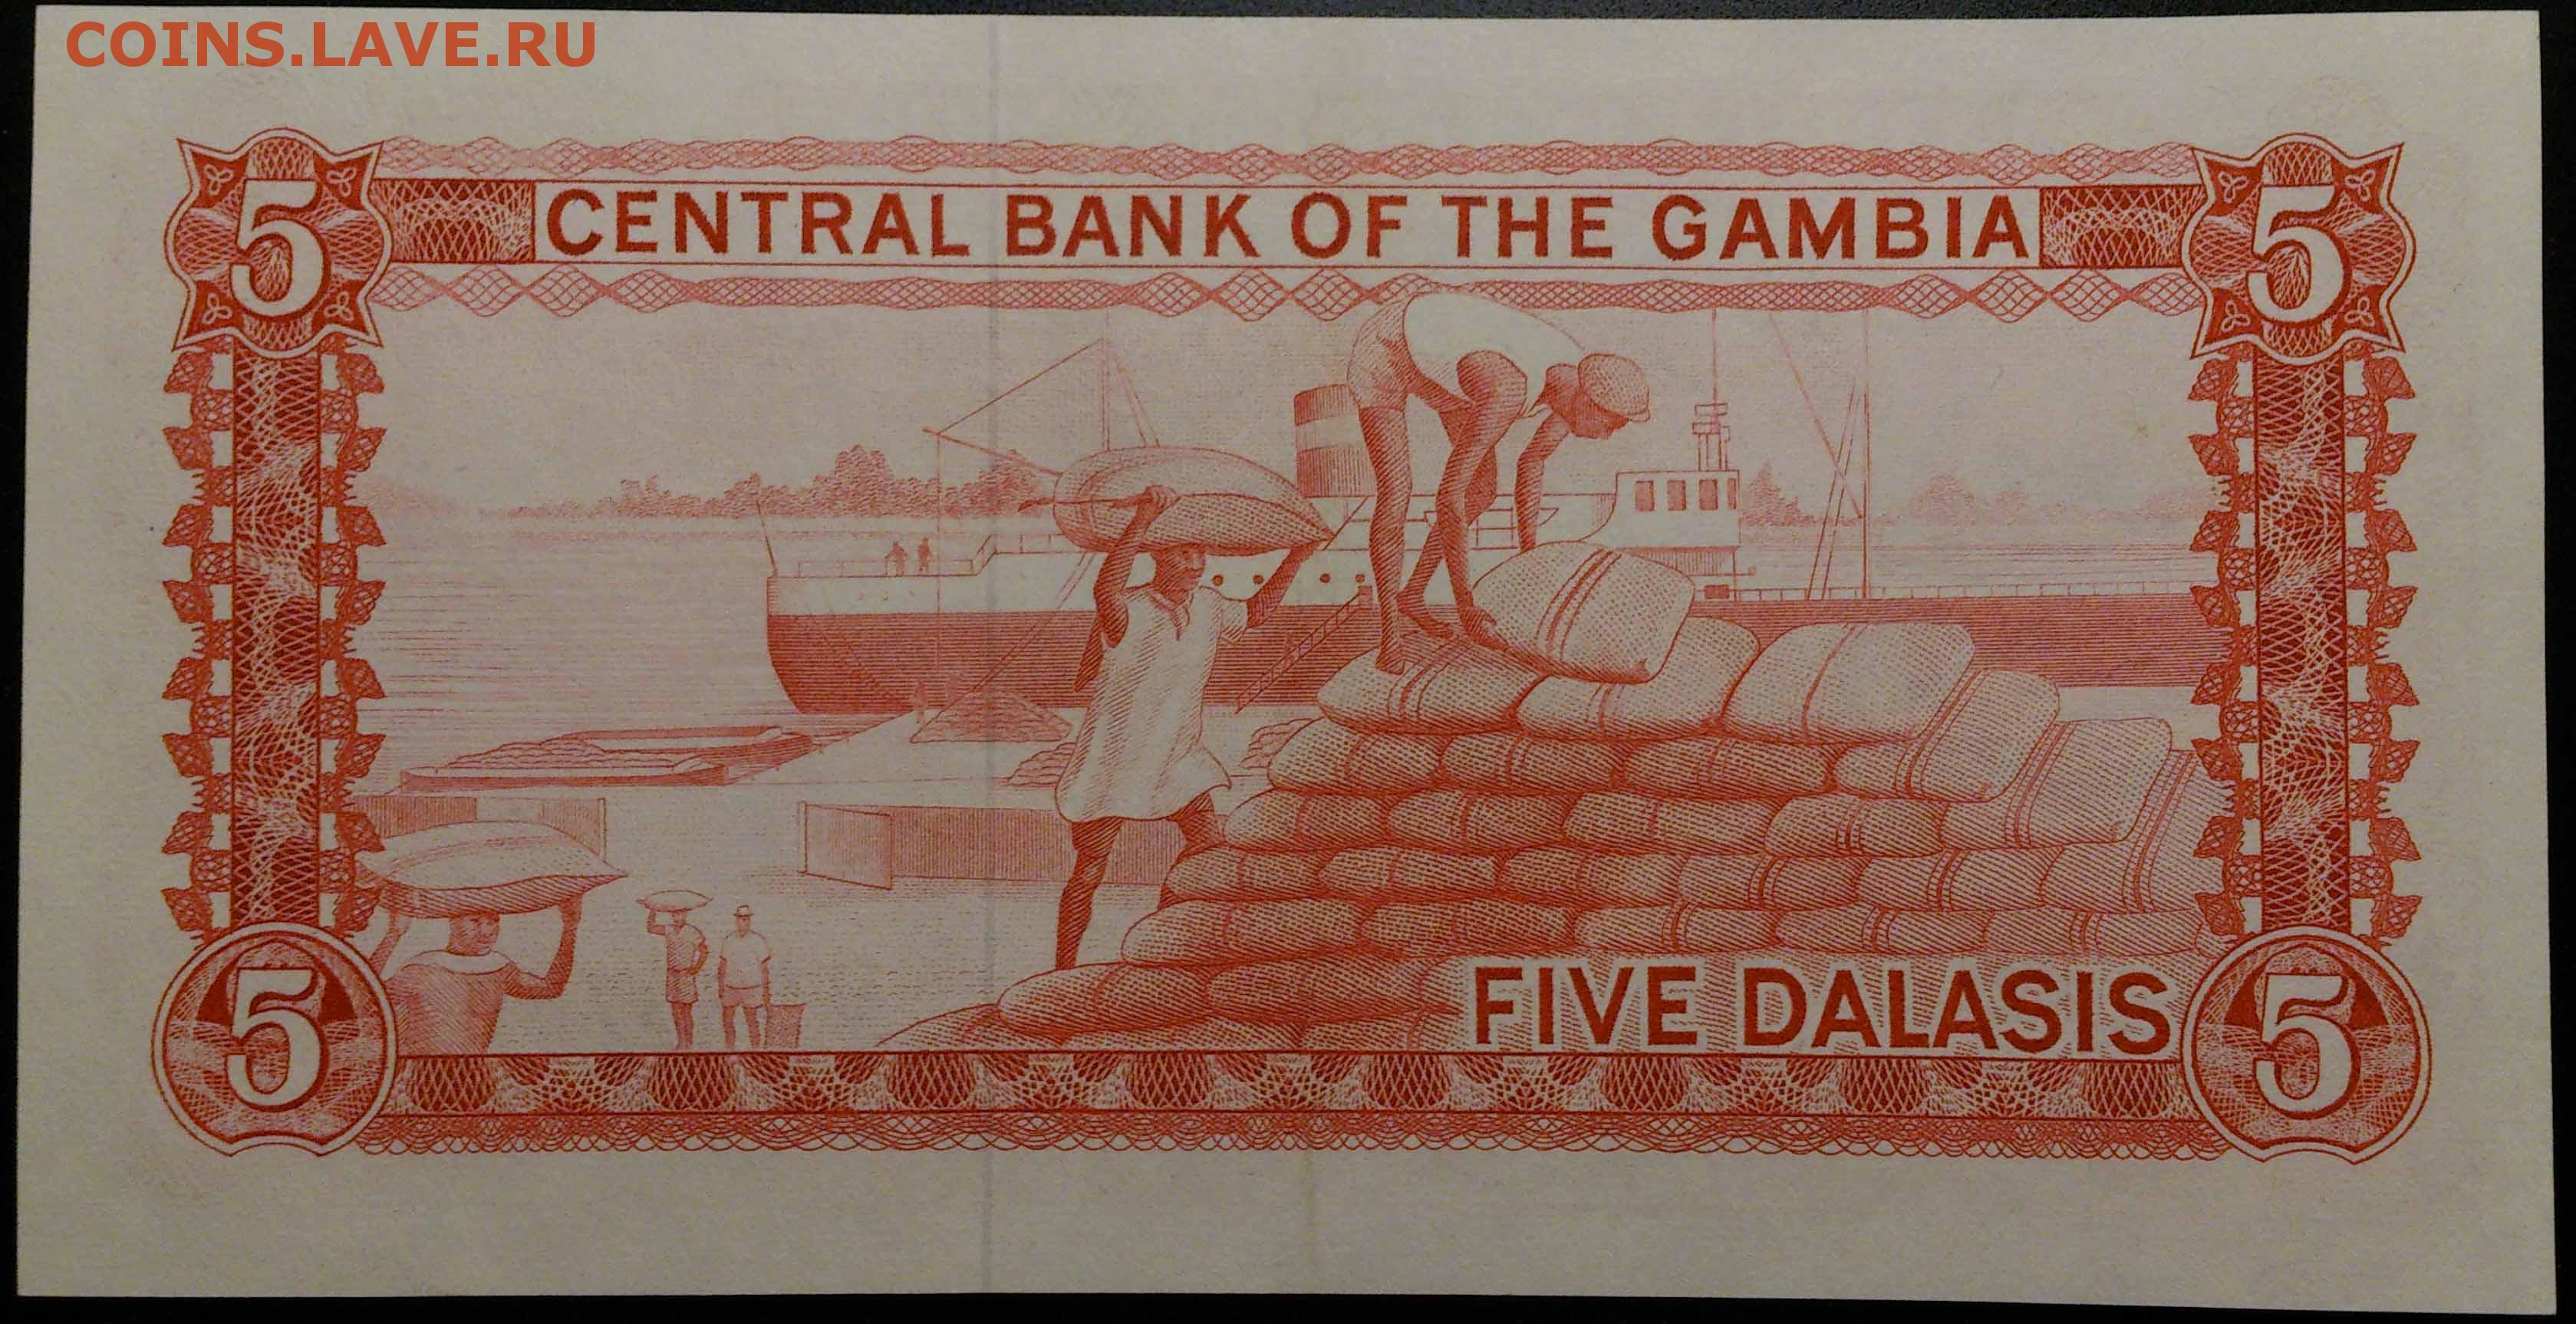 COINS.LAVE.RU
5 CENTRAL BANK OF THE GAMBIA 5
FIVE DALASIS
5 5